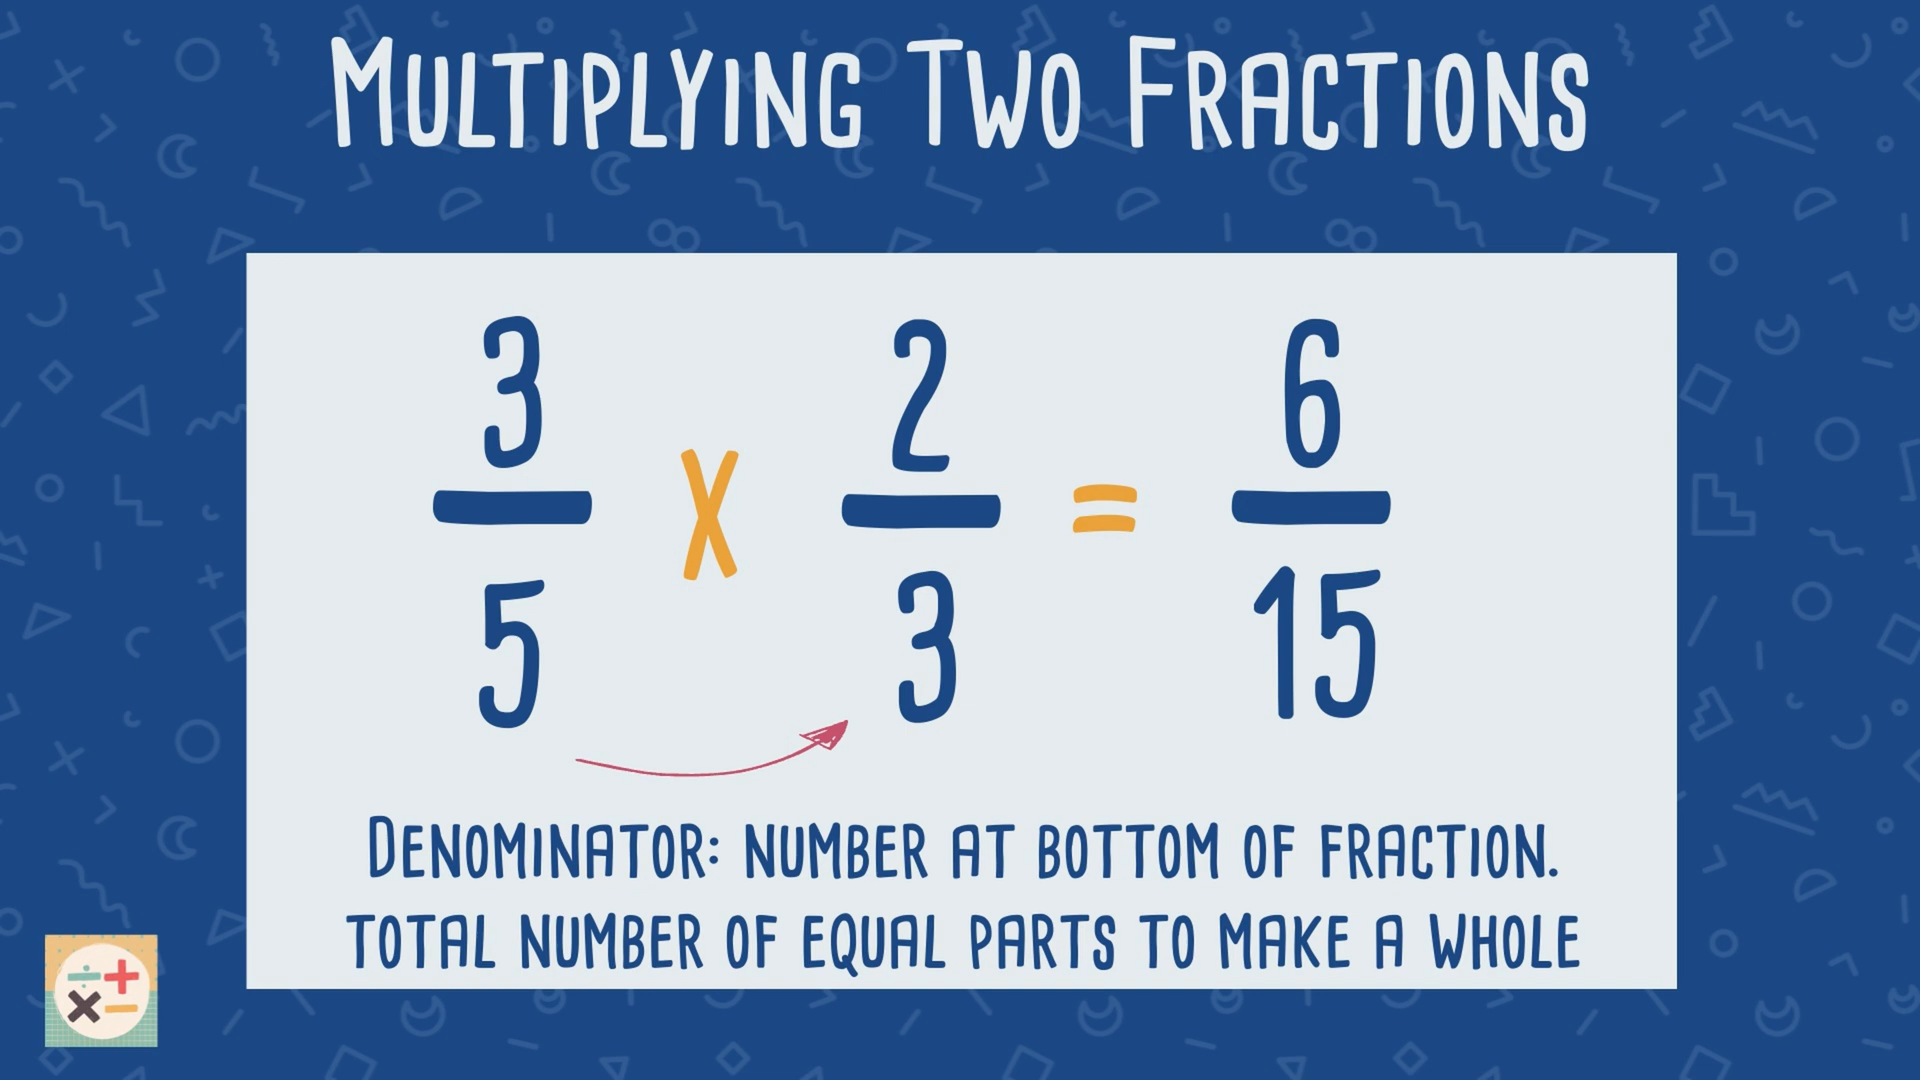 Multiplying Two Fractions
3 2 6
x =
5 3 15
Denominator: number at bottom of fraction.
total number of equal parts to make a whole
÷ +
× −